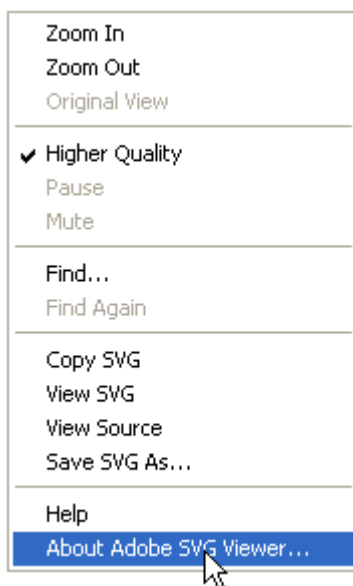 Zoom In
Zoom Out
Original View
Higher Quality
Pause
Mute
Find...
Find Again
Copy SVG
View SVG
View Source
Save SVG As...
Help
About Adobe SVG Viewer...